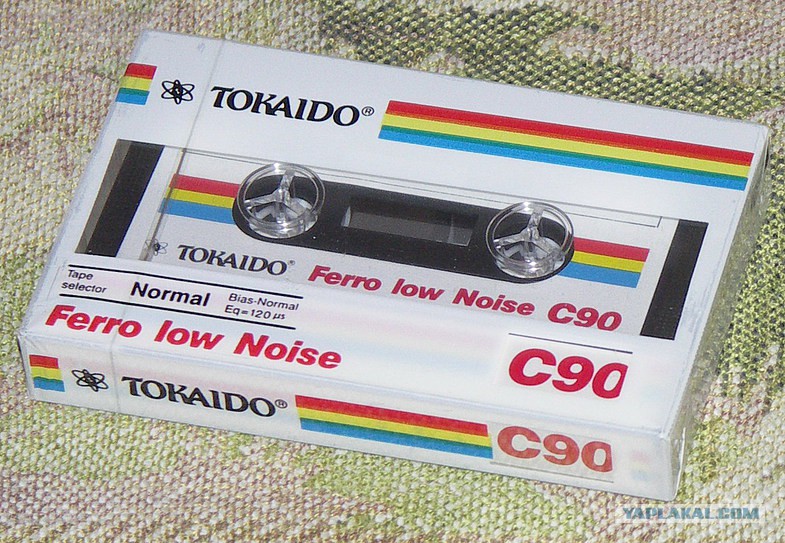 TOKAIDO®
TOKAIDO®
Ferro low Noise C90
Tape
selector
Normal
Bias-Normal
Eq=120 µs
Ferro low Noise
C90
TOKAIDO®
C90
YAPLAKAL.COM